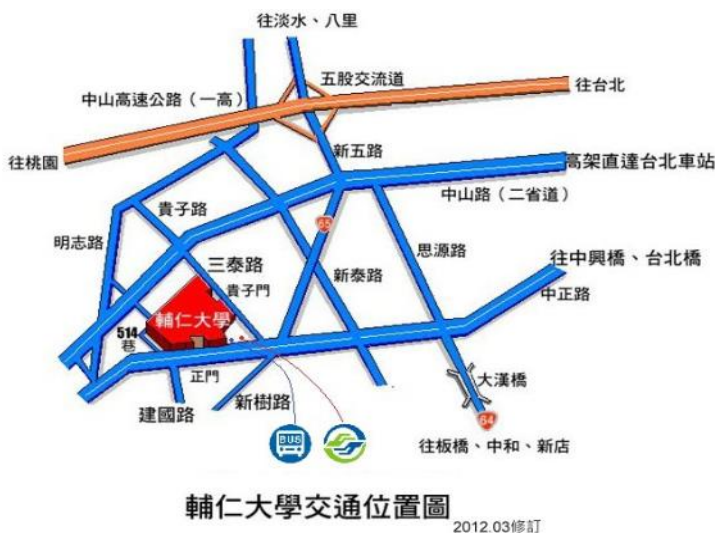 往淡水、八里
五股交流道
中山高速公路（一高）
往台北
往桃園
新五路
高架直達台北車站
中山路（二省道）
貴子路
65
明志路
思源路
三泰路
往中興橋、台北橋
貴子門
新泰路
中正路
輔仁大學
514
巷
正門
大漢橋
建國路
新樹路
64
BUS
往板橋、中和、新店
輔仁大學交通位置圖
2012.03修訂